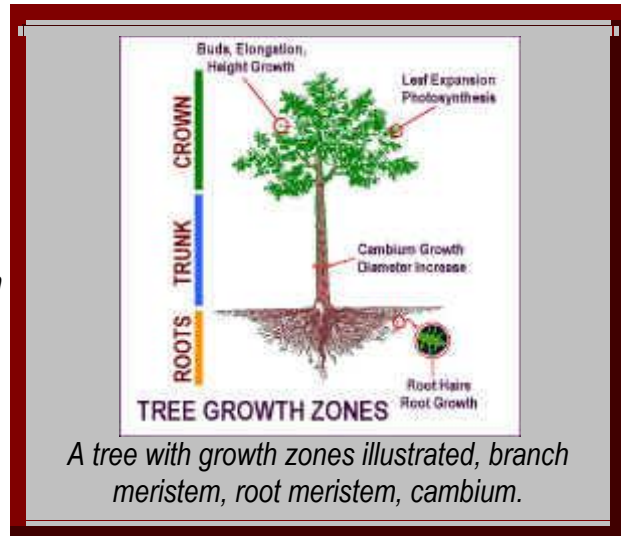 Buds, Elongation,
Height Growth
Leaf Expansion
Photosynthesis
CROWN
TRUNK
Cambium Growth
Diameter Increase
ROOTS
Root Hairs
Root Growth
TREE GROWTH ZONES
A tree with growth zones illustrated, branch
meristem, root meristem, cambium.